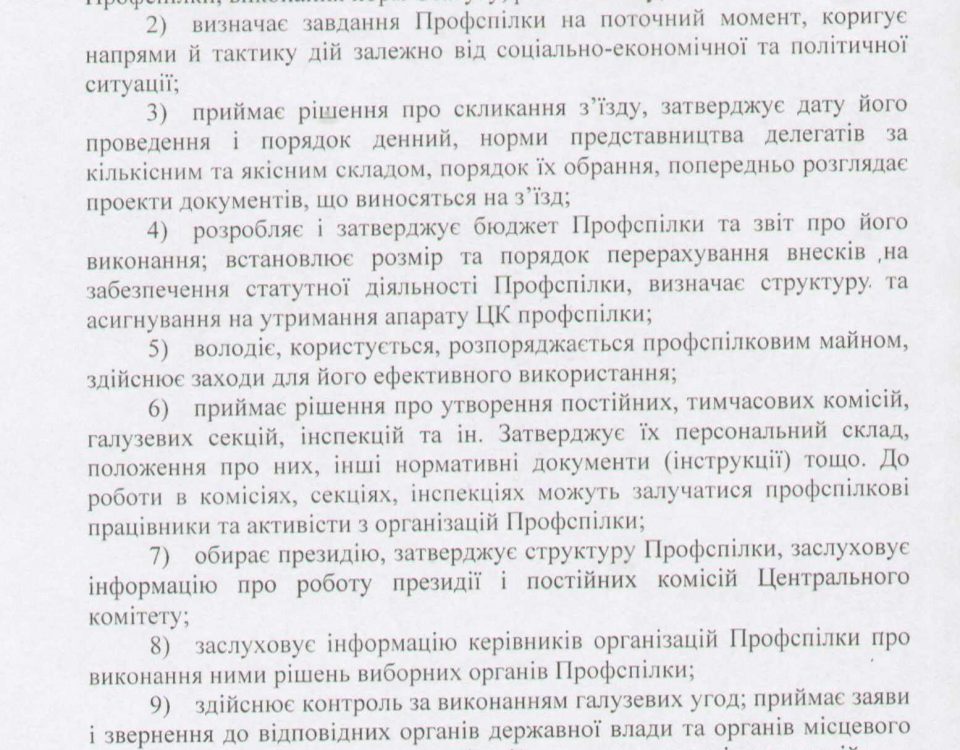 2) визначає завдання Профспілки на поточний момент, коригує
напрями й тактику дій залежно від соціально-економічної та політичної
ситуації;
3) приймає рішення про скликання з’їзду, затверджує дату його
проведення і порядок денний, норми представництва делегатів за
кількісним та якісним складом, порядок їх обрання, попередньо розглядає
проекти документів, що виносяться на з’їзд;
4) розробляє і затверджує бюджет Профспілки та звіт про його
виконання; встановлює розмір та порядок перерахування внесків на
забезпечення статутної діяльності Профспілки, визначає структуру та
асигнування на утримання апарату ЦК профспілки;
5) володіє, користується, розпоряджається профспілковим майном,
здійснює заходи для його ефективного використання;
6) приймає рішення про утворення постійних, тимчасових комісій,
галузевих секцій, інспекцій та ін. Затверджує їх персональний склад,
положення про них, інші нормативні документи (інструкції) тощо. До
роботи в комісіях, секціях, інспекціях можуть залучатися профспілкові
працівники та активісти з організацій Профспілки;
7) обирає президію, затверджує структуру Профспілки, заслуховує
інформацію про роботу президії і постійних комісій Центрального
комітету;
8) заслуховує інформацію керівників організацій Профспілки про
виконання ними рішень виборних органів Профспілки;
9) здійснює контроль за виконанням галузевих угод; приймає заяви
і звернення до відповідних органів державної влади та органів місцевого